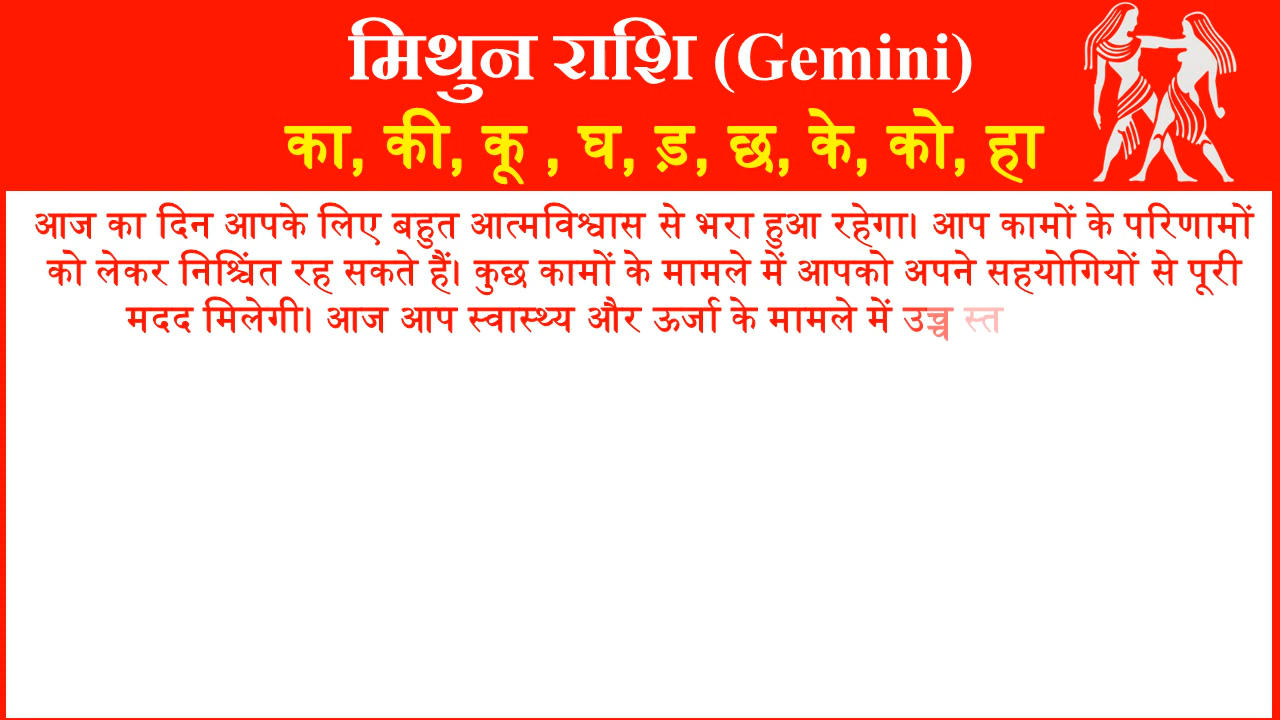 मिथुन राशि (Gemini)
का, की, कू , घ, ड़, छ, के, को, हा
आज का दिन आपके लिए बहुत आत्मविश्वास से भरा हुआ रहेगा। आप कामों के परिणामों
को लेकर निश्चिंत रह सकते हैं। कुछ कामों के मामले में आपको अपने सहयोगियों से पूरी
मदद मिलेगी। आज आप स्वास्थ्य और ऊर्जा के मामले में उच्च स्त